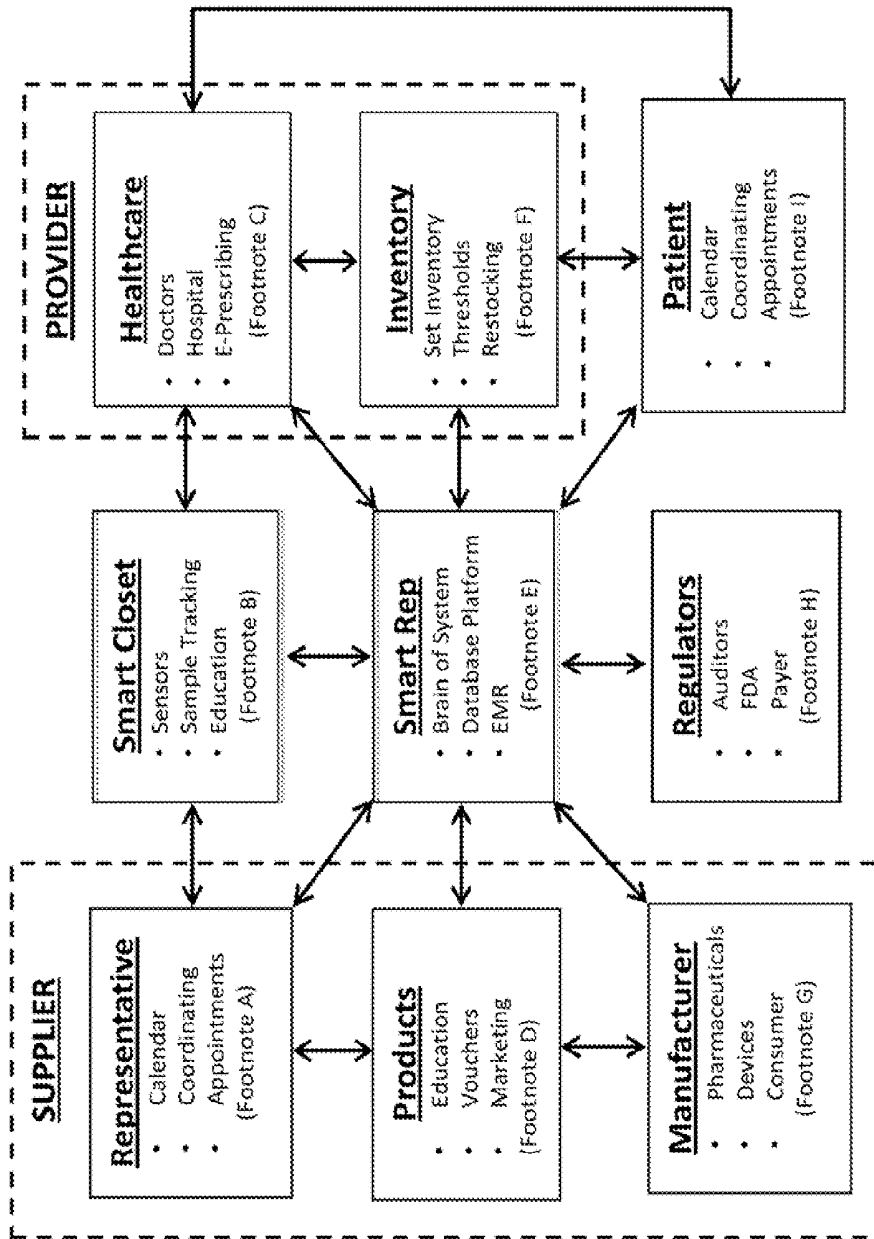 SUPPLIER
Representative
• Calendar
• Coordinating
• Appointments
(Footnote A)
Products
• Education
• Vouchers
• Marketing
(Footnote D)
Manufacturer
• Pharmaceuticals
• Devices
• Consumer
(Footnote G)
Smart Closet
• Sensors
• Sample Tracking
• Education
(Footnote B)
Smart Rep
• Brain of System
• Database Platform
• EMR
(Footnote E)
Regulators
• Auditors
• FDA
• Payer
(Footnote H)
PROVIDER
Healthcare
• Doctors
• Hospital
• E-Prescribing
(Footnote C)
Inventory
• Set Inventory
• Thresholds
• Restocking
(Footnote F)
Patient
• Calendar
• Coordinating
• Appointments
(Footnote I)